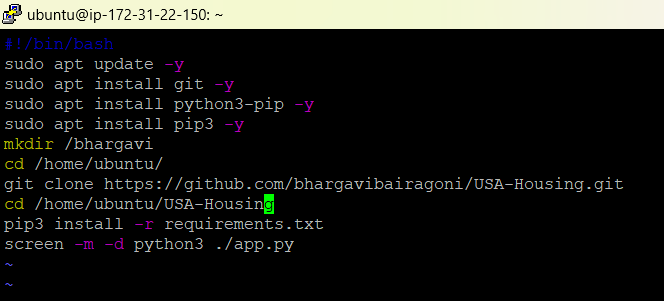 ubuntu@ip-172-31-22-150: ~
#!/bin/bash
sudo apt update -y
sudo apt install git -y
sudo apt install python3-pip -y
sudo apt install pip3 -y
mkdir /bhargavi
cd /home/ubuntu/
git clone https://github.com/bhargavibairagoni/USA-Housing.git
cd /home/ubuntu/USA-Housing
pip3 install -r requirements.txt
screen -m -d python3 ./app.py
~
~